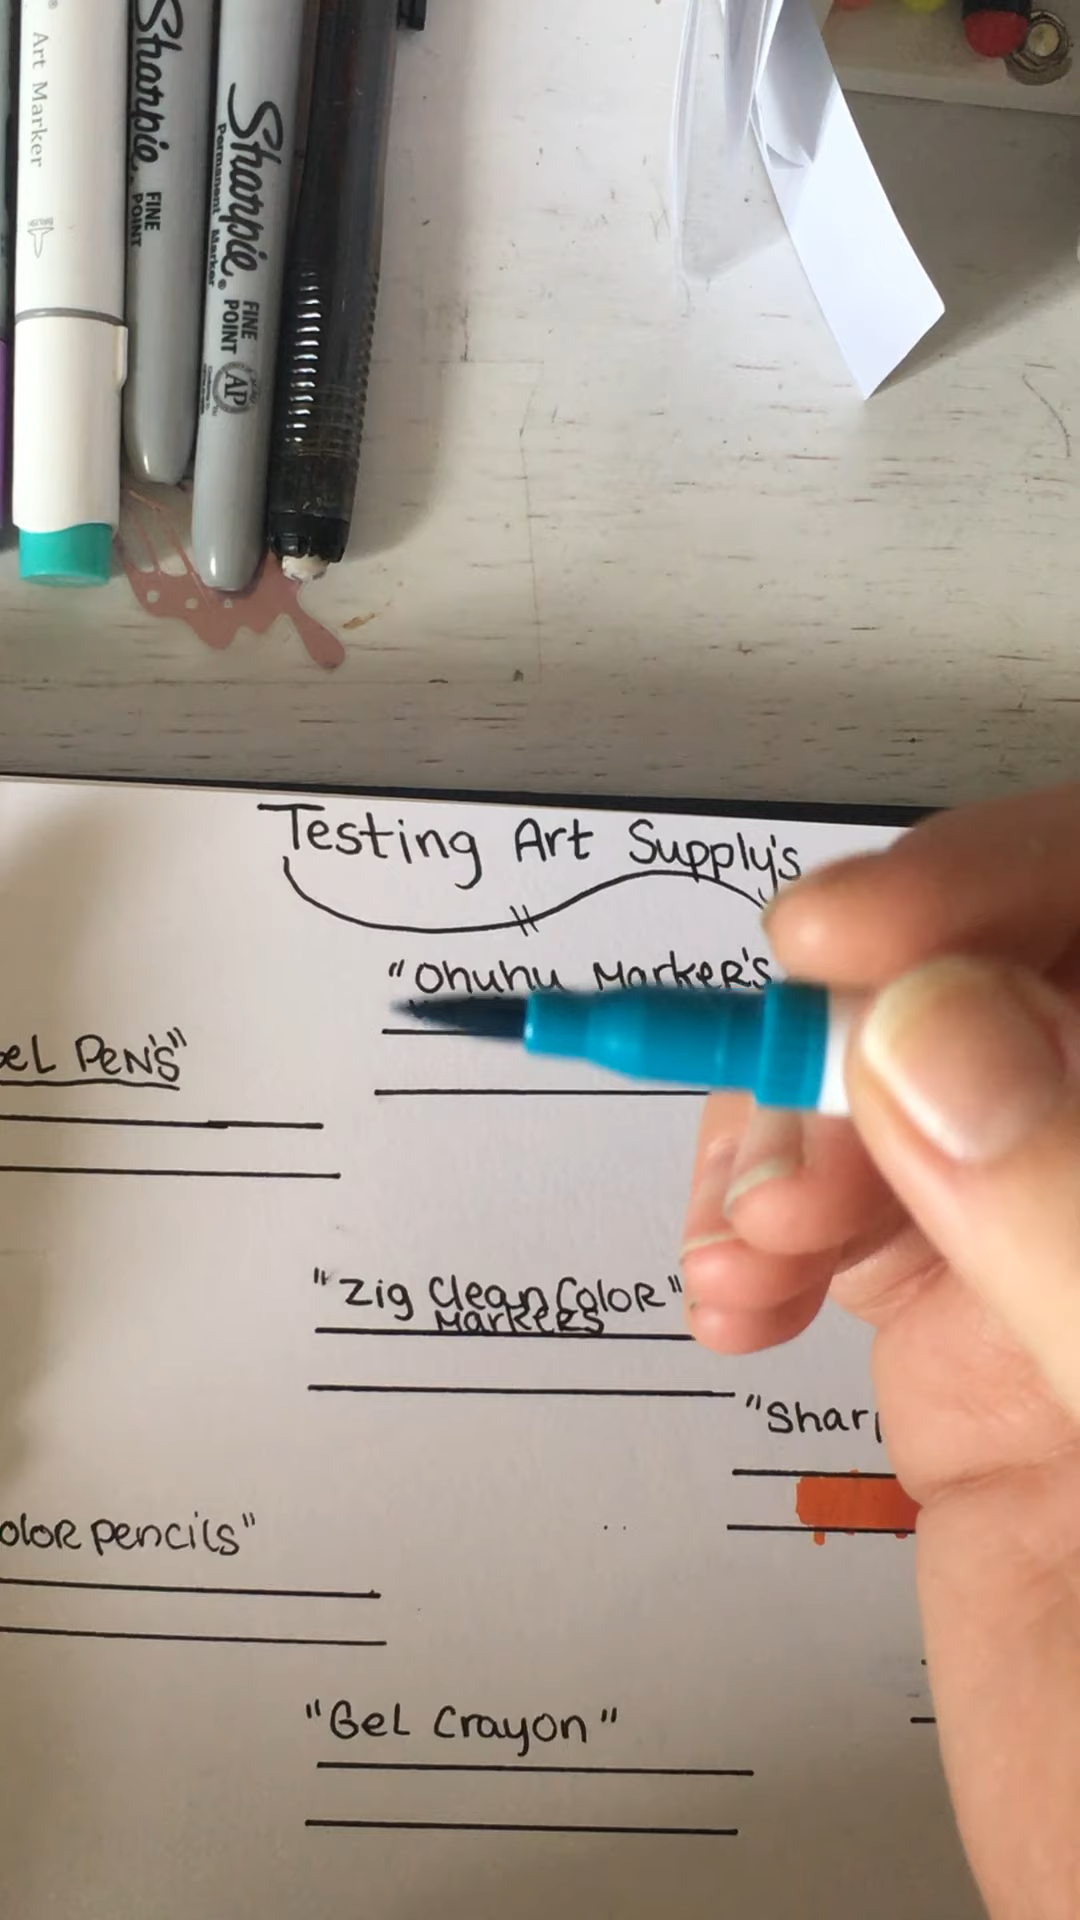 Art Marker
Sharpie.
FINE
POINT
Sharpie.
Permanent Marker
FINE
POINT
AP
Testing Art Supply's
"Ohuhu Marker's
eL Pen's"
"Zig Clean Color"
Markers
"Shar
olor pencils"
"Gel Crayon"